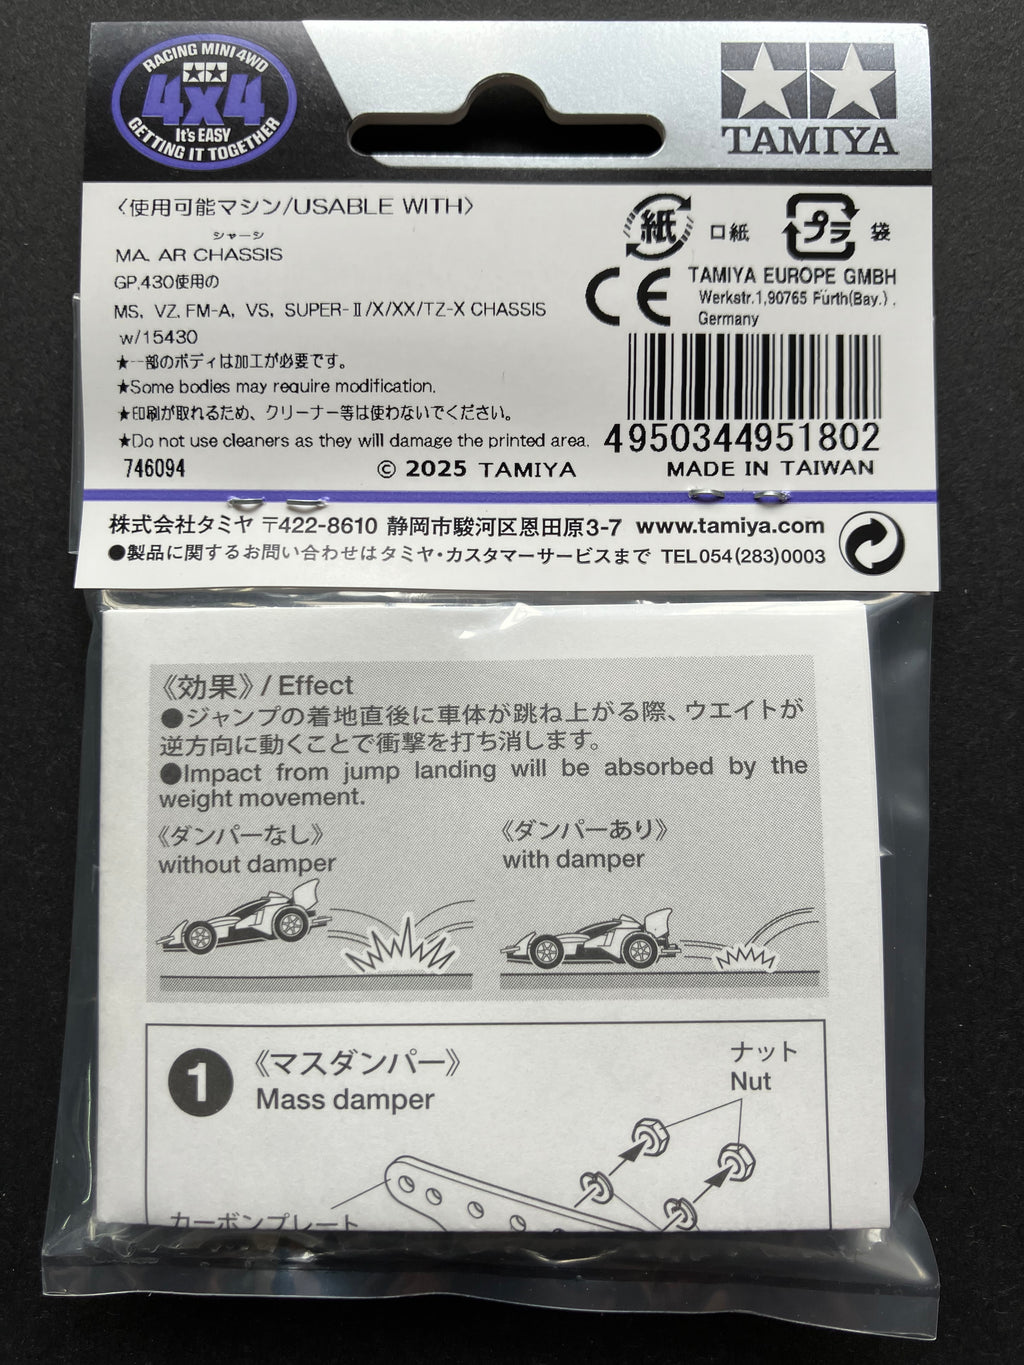 RACING MINI 4WD
4x4
It's EASY
GETTING IT TOGETHER
TAMIYA
〈使用可能マシン/USABLE WITH〉
シャーシ
MA, AR CHASSIS
GP.430使用の
MS, VZ, FM-A, VS, SUPER-Ⅱ/X/XX/TZ-X CHASSIS
w/15430
★一部のボディは加工が必要です。
★Some bodies may require modification.
★印刷が取れるため、クリーナー等は使わないでください。
★Do not use cleaners as they will damage the printed area.
746094
© 2025 TAMIYA
紙
口紙
プラ
袋
CE
TAMIYA EUROPE GMBH
Werkstr.1,90765 Fürth(Bay.).
Germany
4950344951802
MADE IN TAIWAN
株式会社タミヤ 〒422-8610 静岡市駿河区恩田原3-7 www.tamiya.com
●製品に関するお問い合わせはタミヤ・カスタマーサービスまで TEL054(283)0003
《効果》/ Effect
●ジャンプの着地直後に車体が跳ね上がる際、ウエイトが
逆方向に動くことで衝撃を打ち消します。
●Impact from jump landing will be absorbed by the
weight movement.
《ダンパーなし》
without damper
《ダンパーあり》
with damper
1
《マスダンパー》
Mass damper
ナット
Nut
カーボンプレート